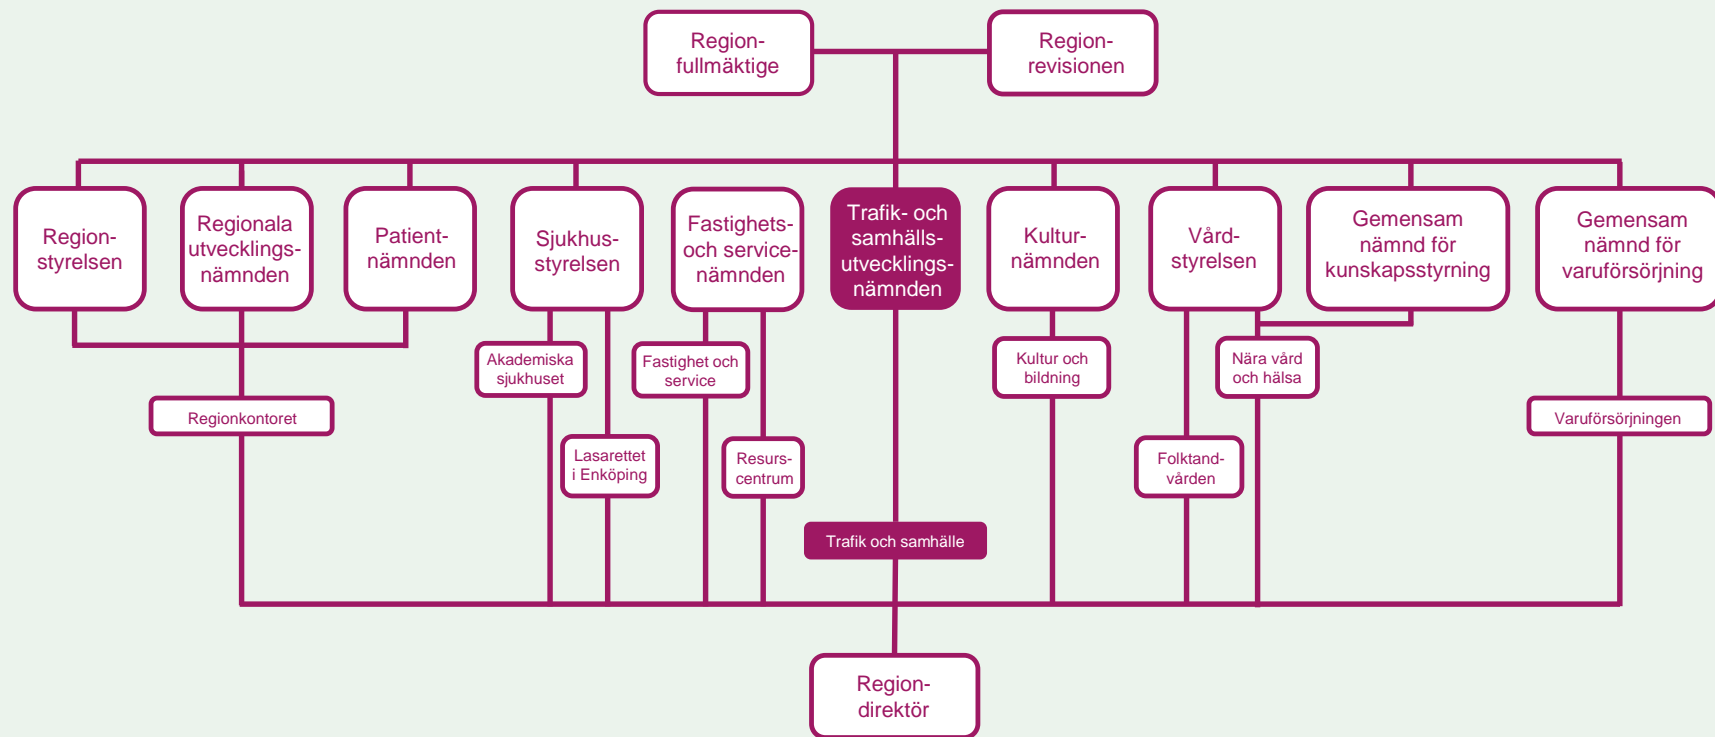 Region-
fullmäktige
Region-
revisionen
Region-
styrelsen
Regionala
utvecklings-
nämnden
Patient-
nämnden
Sjukhus-
styrelsen
Fastighets-
och service-
nämnden
Trafik- och
samhälls-
utvecklings-
nämnden
Kultur-
nämnden
Vård-
styrelsen
Gemensam
nämnd för
kunskapsstyrning
Gemensam
nämnd för
varuförsörjning
Akademiska
sjukhuset
Fastighet och
service
Kultur och
bildning
Nära vård
och hälsa
Regionkontoret
Varuförsörjningen
Lasarettet
i Enköping
Resurs-
centrum
Folktand-
vården
Trafik och samhälle
Region-
direktör